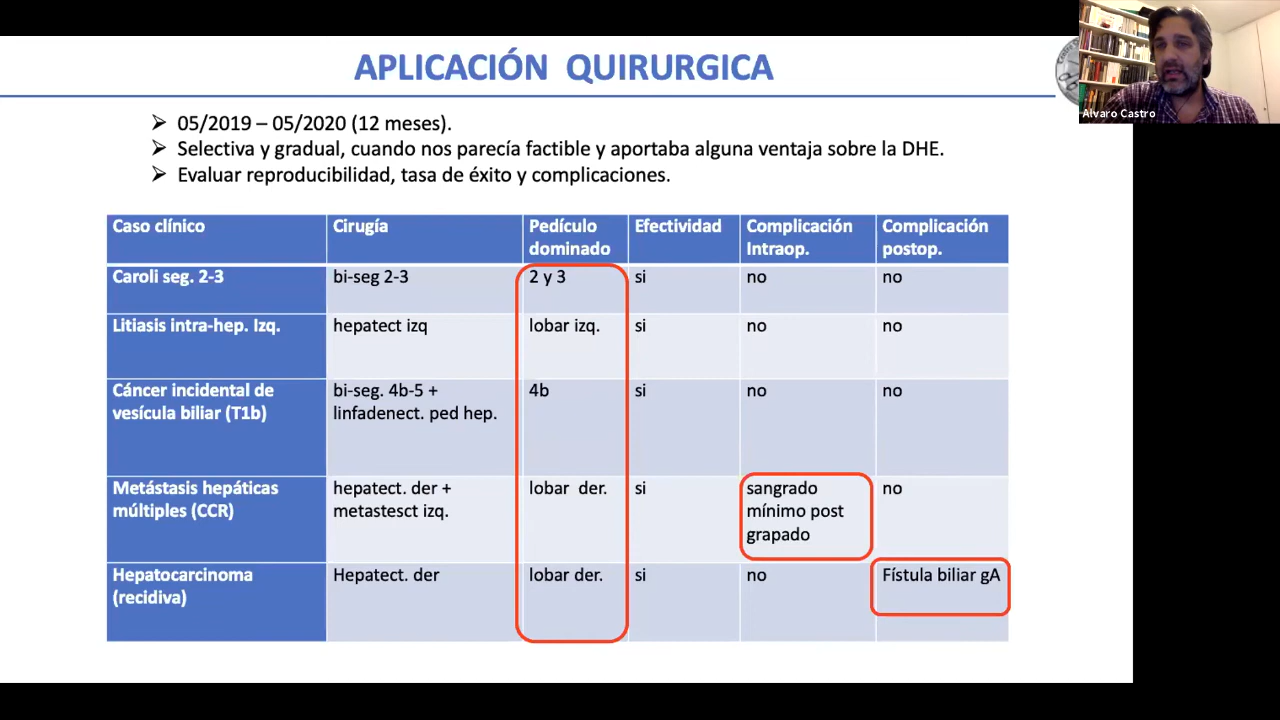 APLICACIÓN QUIRURGICA
Alvaro Castro
➢ 05/2019 – 05/2020 (12 meses).
➢ Selectiva y gradual, cuando nos parecía factible y aportaba alguna ventaja sobre la DHE.
➢ Evaluar reproducibilidad, tasa de éxito y complicaciones.
Caso clínico
Cirugía
Pedículo
dominado
Efectividad
Complicación
Intraop.
Complicación
postop.
Caroli seg. 2-3
bi-seg 2-3
2 y 3
si
no
no
Litiasis intra-hep. Izq.
hepatect izq
lobar izq.
si
no
no
Cáncer incidental de
vesícula biliar (T1b)
bi-seg. 4b-5 +
linfadenect. ped hep.
4b
si
no
no
Metástasis hepáticas
múltiples (CCR)
hepatect. der +
metastesct izq.
lobar der.
si
sangrado
mínimo post
grapado
no
Hepatocarcinoma
(recidiva)
Hepatect. der
lobar der.
si
no
Fístula biliar gA